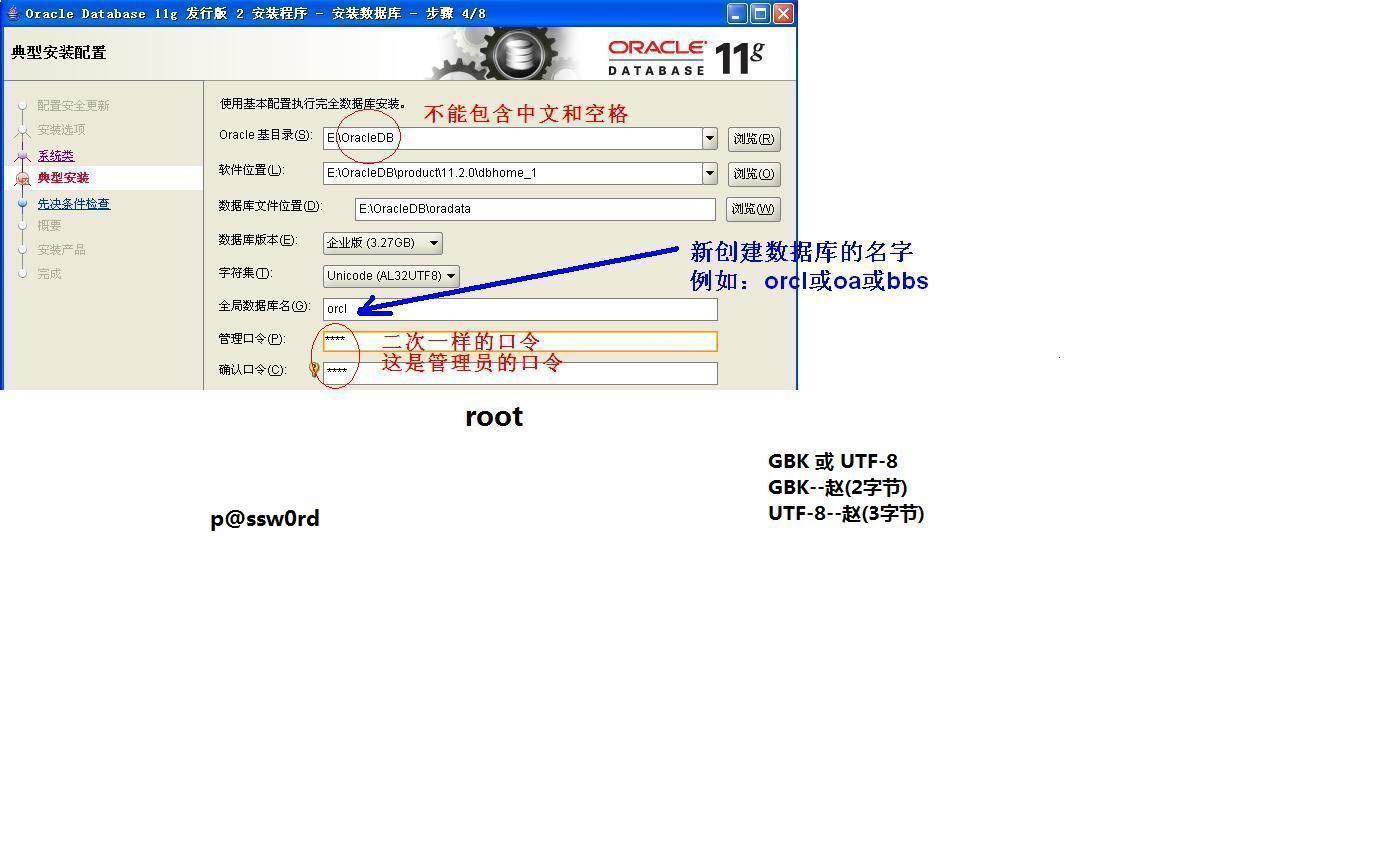 Oracle Database 11g 发行版 2 安装程序 - 安装数据库 - 步骤 4/8
典型安装配置
ORACLE
DATABASE 11g
配置安全更新
安装选项
系统类
典型安装
先决条件检查
概要
安装产品
完成
使用基本配置执行完全数据库安装。
不能包含中文和空格
Oracle 基目录(S): E:\OracleDB 浏览(R)
软件位置(L): E:\OracleDB\product\11.2.0\dbhome_1 浏览(O)
数据库文件位置(D): E:\OracleDB\oradata 浏览(W)
数据库版本(E): 企业版 (3.27GB)
字符集(T): Unicode (AL32UTF8)
全局数据库名(G): orcl
新创建数据库的名字
例如：orcl或oa或bbs
管理口令(P): **** 二次一样的口令
这是管理员的口令
确认口令(C): ****
root
GBK 或 UTF-8
GBK--赵(2字节)
UTF-8--赵(3字节)
p@ssw0rd